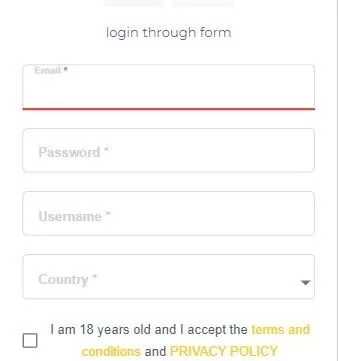 login through form
Email *
Password *
Username *
Country *
I am 18 years old and I accept the terms and
conditions and PRIVACY POLICY